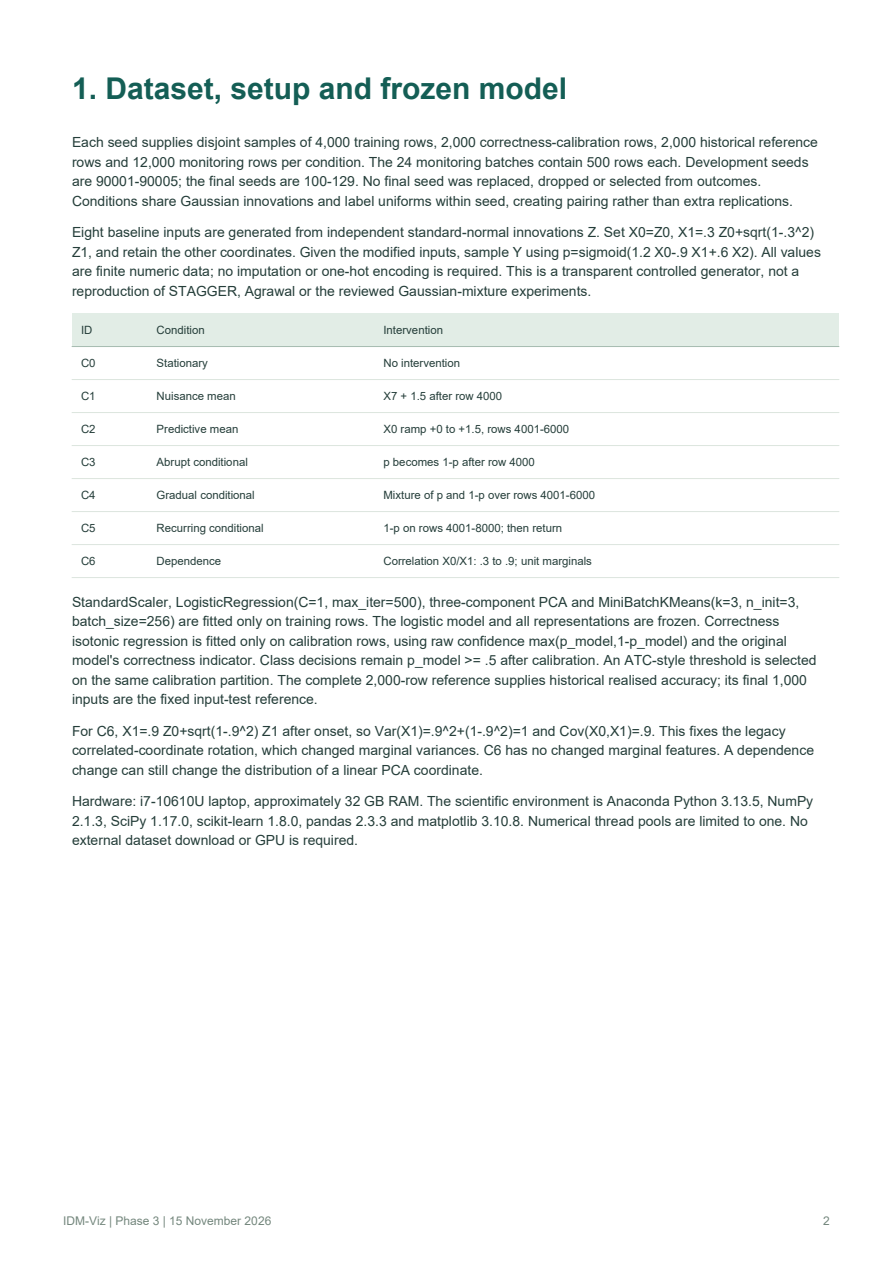 1. Dataset, setup and frozen model
Each seed supplies disjoint samples of 4,000 training rows, 2,000 correctness-calibration rows, 2,000 historical reference
rows and 12,000 monitoring rows per condition. The 24 monitoring batches contain 500 rows each. Development seeds
are 90001-90005; the final seeds are 100-129. No final seed was replaced, dropped or selected from outcomes.
Conditions share Gaussian innovations and label uniforms within seed, creating pairing rather than extra replications.
Eight baseline inputs are generated from independent standard-normal innovations Z. Set X0=Z0, X1=.3 Z0+sqrt(1-.3^2)
Z1, and retain the other coordinates. Given the modified inputs, sample Y using p=sigmoid(1.2 X0-.9 X1+.6 X2). All values
are finite numeric data; no imputation or one-hot encoding is required. This is a transparent controlled generator, not a
reproduction of STAGGER, Agrawal or the reviewed Gaussian-mixture experiments.
ID Condition Intervention
C0 Stationary No intervention
C1 Nuisance mean X7 + 1.5 after row 4000
C2 Predictive mean X0 ramp +0 to +1.5, rows 4001-6000
C3 Abrupt conditional p becomes 1-p after row 4000
C4 Gradual conditional Mixture of p and 1-p over rows 4001-6000
C5 Recurring conditional 1-p on rows 4001-8000; then return
C6 Dependence Correlation X0/X1: .3 to .9; unit marginals
StandardScaler, LogisticRegression(C=1, max_iter=500), three-component PCA and MiniBatchKMeans(k=3, n_init=3,
batch_size=256) are fitted only on training rows. The logistic model and all representations are frozen. Correctness
isotonic regression is fitted only on calibration rows, using raw confidence max(p_model,1-p_model) and the original
model's correctness indicator. Class decisions remain p_model >= .5 after calibration. An ATC-style threshold is selected
on the same calibration partition. The complete 2,000-row reference supplies historical realised accuracy; its final 1,000
inputs are the fixed input-test reference.
For C6, X1=.9 Z0+sqrt(1-.9^2) Z1 after onset, so Var(X1)=.9^2+(1-.9^2)=1 and Cov(X0,X1)=.9. This fixes the legacy
correlated-coordinate rotation, which changed marginal variances. C6 has no changed marginal features. A dependence
change can still change the distribution of a linear PCA coordinate.
Hardware: i7-10610U laptop, approximately 32 GB RAM. The scientific environment is Anaconda Python 3.13.5, NumPy
2.1.3, SciPy 1.17.0, scikit-learn 1.8.0, pandas 2.3.3 and matplotlib 3.10.8. Numerical thread pools are limited to one. No
external dataset download or GPU is required.
IDM-Viz | Phase 3 | 15 November 2026 2